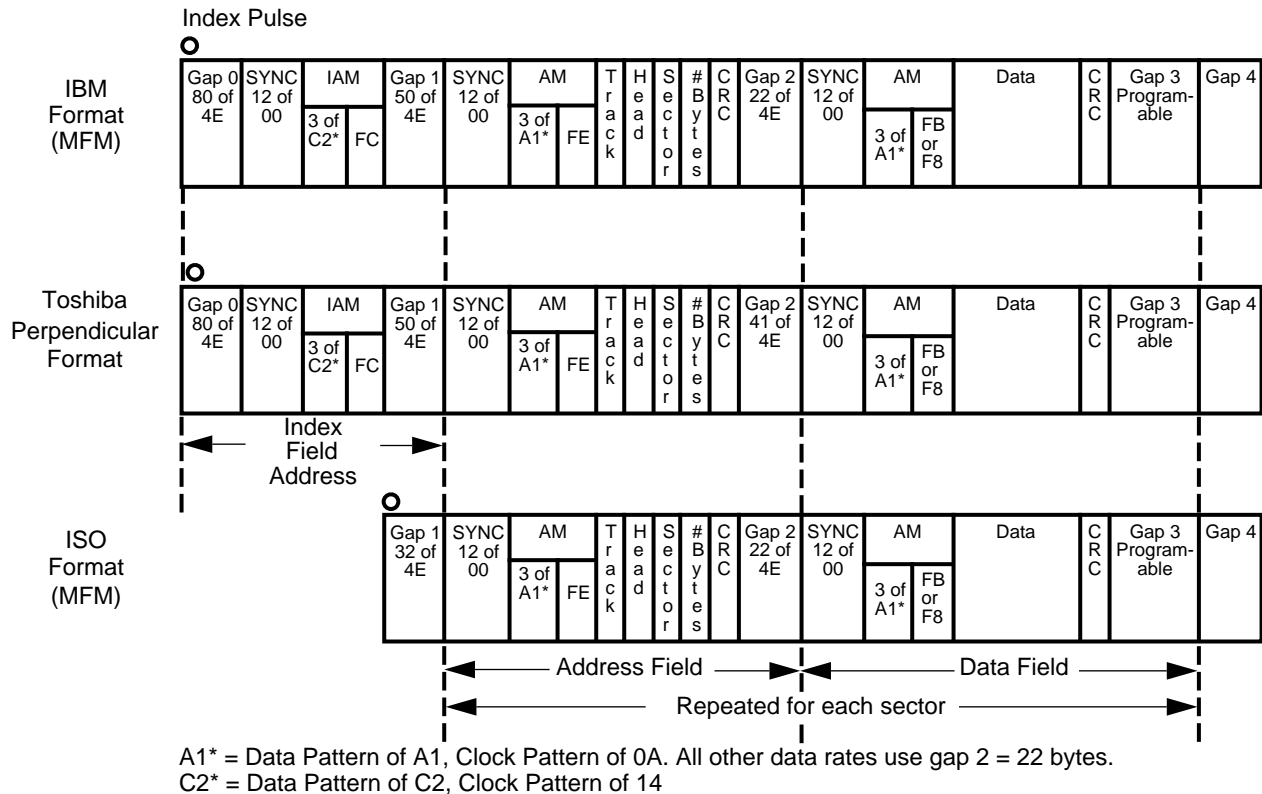 Index Pulse
IBM
Format
(MFM)
Gap 0
80 of
4E
SYNC
12 of
00
IAM
3 of
C2*
FC
Gap 1
50 of
4E
SYNC
12 of
00
AM
3 of
A1*
FE
Track
Head
Sector
#Bytes
CRC
Gap 2
22 of
4E
SYNC
12 of
00
AM
3 of
A1*
FB
or
F8
Data
CRC
Gap 3
Program-
able
Gap 4
Toshiba
Perpendicular
Format
Gap 0
80 of
4E
SYNC
12 of
00
IAM
3 of
C2*
FC
Gap 1
50 of
4E
SYNC
12 of
00
AM
3 of
A1*
FE
Track
Head
Sector
#Bytes
CRC
Gap 2
41 of
4E
SYNC
12 of
00
AM
3 of
A1*
FB
or
F8
Data
CRC
Gap 3
Program-
able
Gap 4
Index
Field
Address
ISO
Format
(MFM)
Gap 1
32 of
4E
SYNC
12 of
00
AM
3 of
A1*
FE
Track
Head
Sector
#Bytes
CRC
Gap 2
22 of
4E
SYNC
12 of
00
AM
3 of
A1*
FB
or
F8
Data
CRC
Gap 3
Program-
able
Gap 4
Address Field
Data Field
Repeated for each sector
A1* = Data Pattern of A1, Clock Pattern of 0A. All other data rates use gap 2 = 22 bytes.
C2* = Data Pattern of C2, Clock Pattern of 14